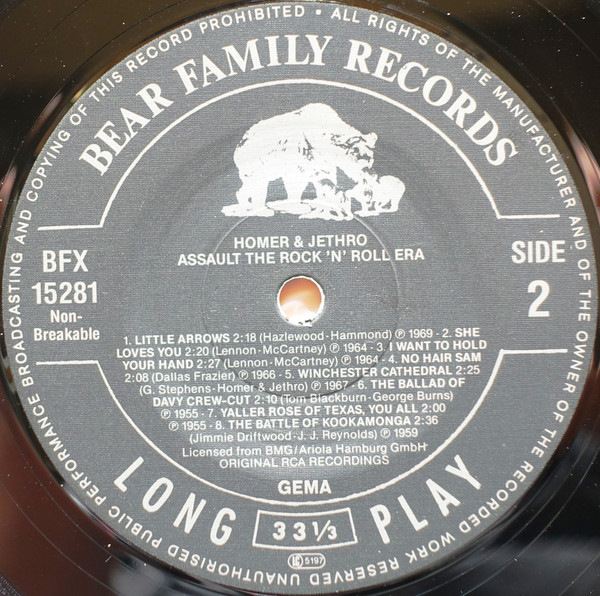 ALL RIGHTS OF THE MANUFACTURER AND OF THE OWNER OF THE RECORDED WORK RESERVED UNAUTHORISED PUBLIC PERFORMANCE BROADCASTING AND COPYING OF THIS RECORD PROHIBITED •
BEAR FAMILY RECORDS
HOMER & JETHRO
ASSAULT THE ROCK 'N' ROLL ERA
BFX
15281
Non-
Breakable
SIDE
2
1. LITTLE ARROWS 2:18 (Hazlewood · Hammond) ℗ 1969 - 2. SHE
LOVES YOU 2:20 (Lennon · McCartney) ℗ 1964 - 3. I WANT TO HOLD
YOUR HAND 2:27 (Lennon · McCartney) ℗ 1964 - 4. NO HAIR SAM
2:08 (Dallas Frazier) ℗ 1966 - 5. WINCHESTER CATHEDRAL 2:25
(G. Stephens · Homer & Jethro) ℗ 1967 - 6. THE BALLAD OF
DAVY CREW-CUT 2:10 (Tom Blackburn · George Burns)
℗ 1955 - 7. YALLER ROSE OF TEXAS, YOU ALL 2:00
℗ 1955 - 8. THE BATTLE OF KOOKAMONGA 2:36
(Jimmie Driftwood · J. J. Reynolds) ℗ 1959
Licensed from BMG/Ariola Hamburg GmbH
ORIGINAL RCA RECORDINGS
GEMA
LONG PLAY
33 1/3
LC 5197